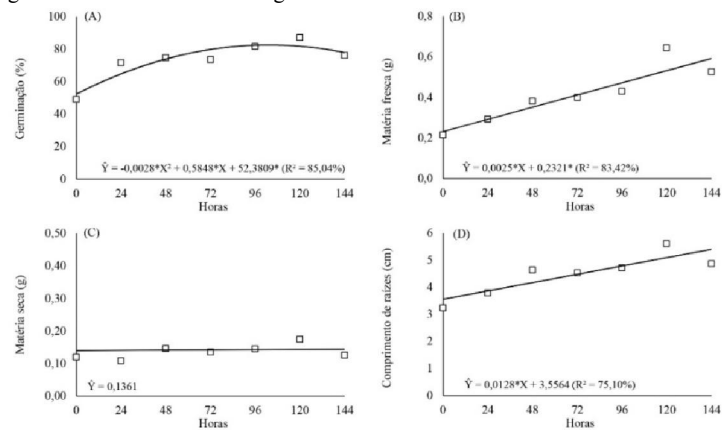 (A)
Germinação (%)
100
80
60
40
20
0
Ŷ = -0,0028*X² + 0,5848*X + 52,3809* (R² = 85,04%)
0 24 48 72 96 120 144
Horas
(B)
Matéria fresca (g)
0,8
0,6
0,4
0,2
0,0
Ŷ = 0,0025*X + 0,2321* (R² = 83,42%)
0 24 48 72 96 120 144
Horas
(C)
Matéria seca (g)
0,50
0,40
0,30
0,20
0,10
0,00
Ŷ = 0,1361
0 24 48 72 96 120 144
Horas
(D)
Comprimento de raízes (cm)
6
5
4
3
2
1
0
Ŷ = 0,0128*X + 3,5564 (R² = 75,10%)
0 24 48 72 96 120 144
Horas